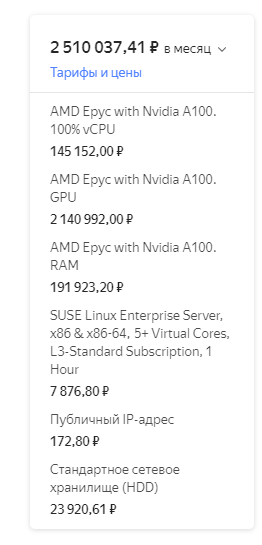 2 510 037,41 ₽ в месяц
Тарифы и цены
AMD Epyc with Nvidia A100.
100% vCPU
145 152,00 ₽
AMD Epyc with Nvidia A100.
GPU
2 140 992,00 ₽
AMD Epyc with Nvidia A100.
RAM
191 923,20 ₽
SUSE Linux Enterprise Server,
x86 & x86-64, 5+ Virtual Cores,
L3-Standard Subscription, 1
Hour
7 876,80 ₽
Публичный IP-адрес
172,80 ₽
Стандартное сетевое
хранилище (HDD)
23 920,61 ₽